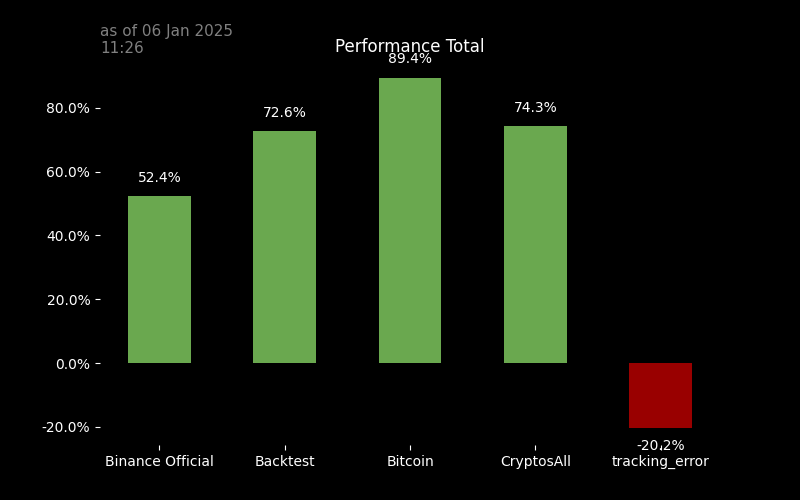 as of 06 Jan 2025
11:26
Performance Total
89.4%
80.0%
74.3%
72.6%
60.0%
52.4%
40.0%
20.0%
0.0%
-20.0%
-20.2%
Binance Official
Backtest
Bitcoin
CryptosAll
tracking_error